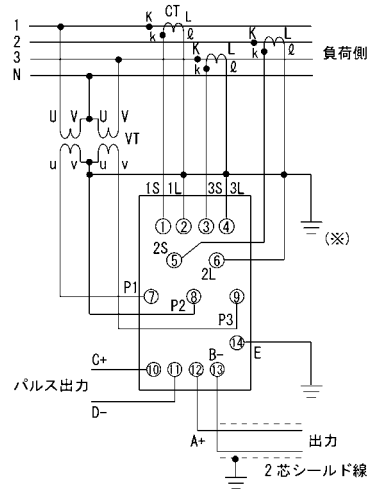 CT
K L
1
k ℓ
2
K L
3
k ℓ
K L
k ℓ
N
負荷側
U V U V
VT
u v u v
1S 1L 3S 3L
① ② ③ ④
(※)
2S
⑤ ⑥
2L
P1
⑦ ⑧ ⑨
P2
P3
⑭ E
C+
B-
⑩ ⑪ ⑫ ⑬
パルス出力
D-
A+
出力
2芯シールド線